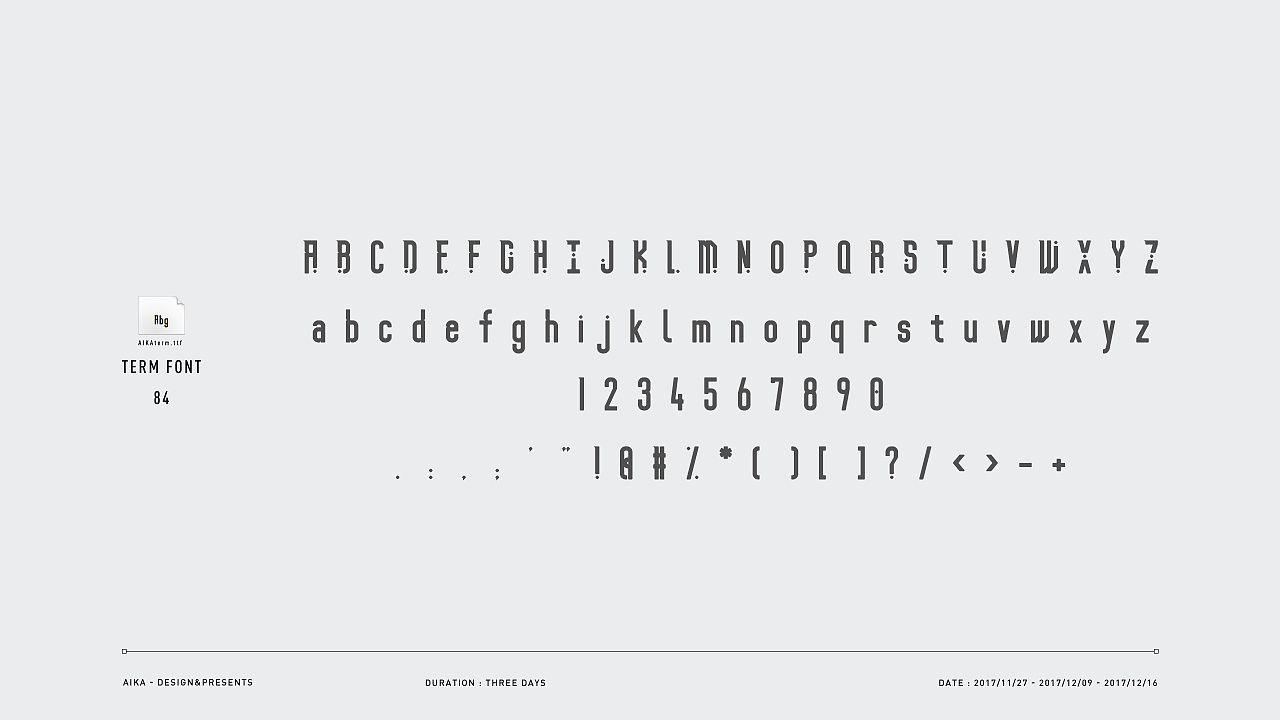 A B C D E F G H I J K L M N O P Q R S T U V W X Y Z
a b c d e f g h i j k l m n o p q r s t u v w x y z
1 2 3 4 5 6 7 8 9 0
. : , ; ' " ! @ # % * ( ) [ ] ? / < > - +
Abg
AIKAterm.ttf
TERM FONT
84
AIKA - DESIGN&PRESENTS
DURATION : THREE DAYS
DATE : 2017/11/27 - 2017/12/09 - 2017/12/16